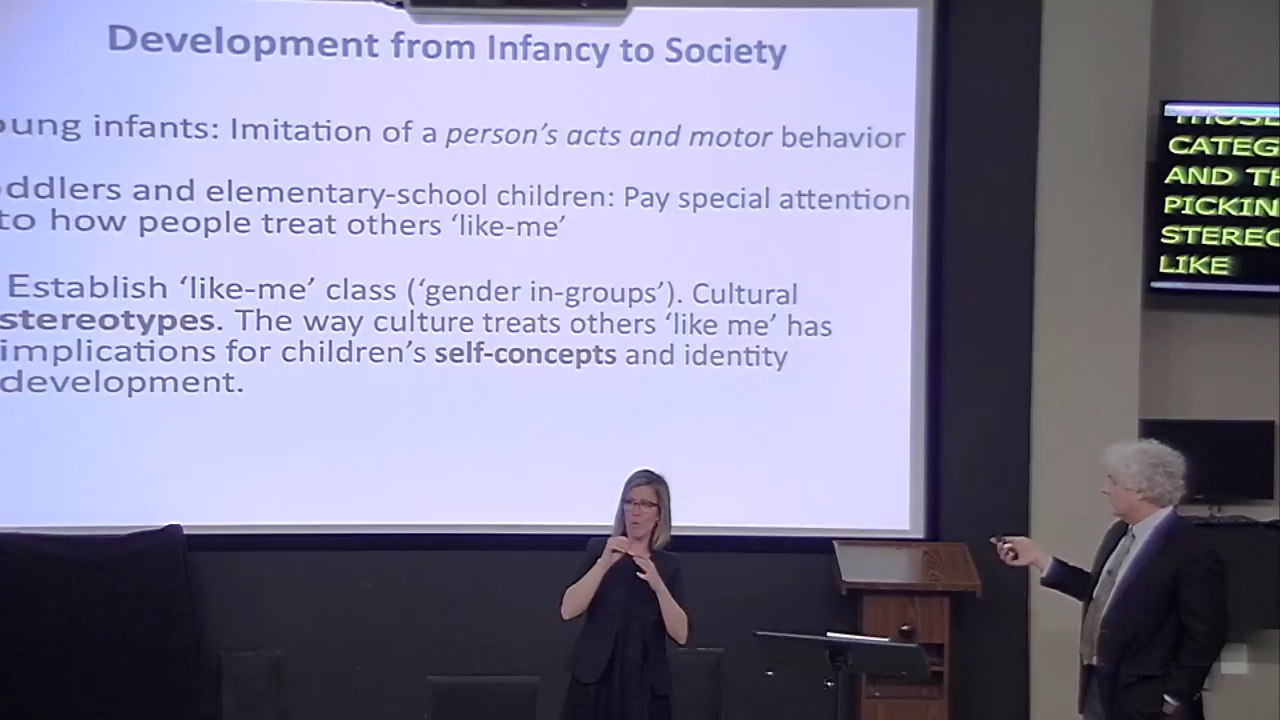 Development from Infancy to Society
oung infants: Imitation of a person's acts and motor behavior
ddlers and elementary-school children: Pay special attention
to how people treat others ‘like-me’
Establish ‘like-me’ class (‘gender in-groups’). Cultural
stereotypes. The way culture treats others ‘like me’ has
implications for children’s self-concepts and identity
development.
THOSE
CATEG
AND TH
PICKIN
STEREO
LIKE